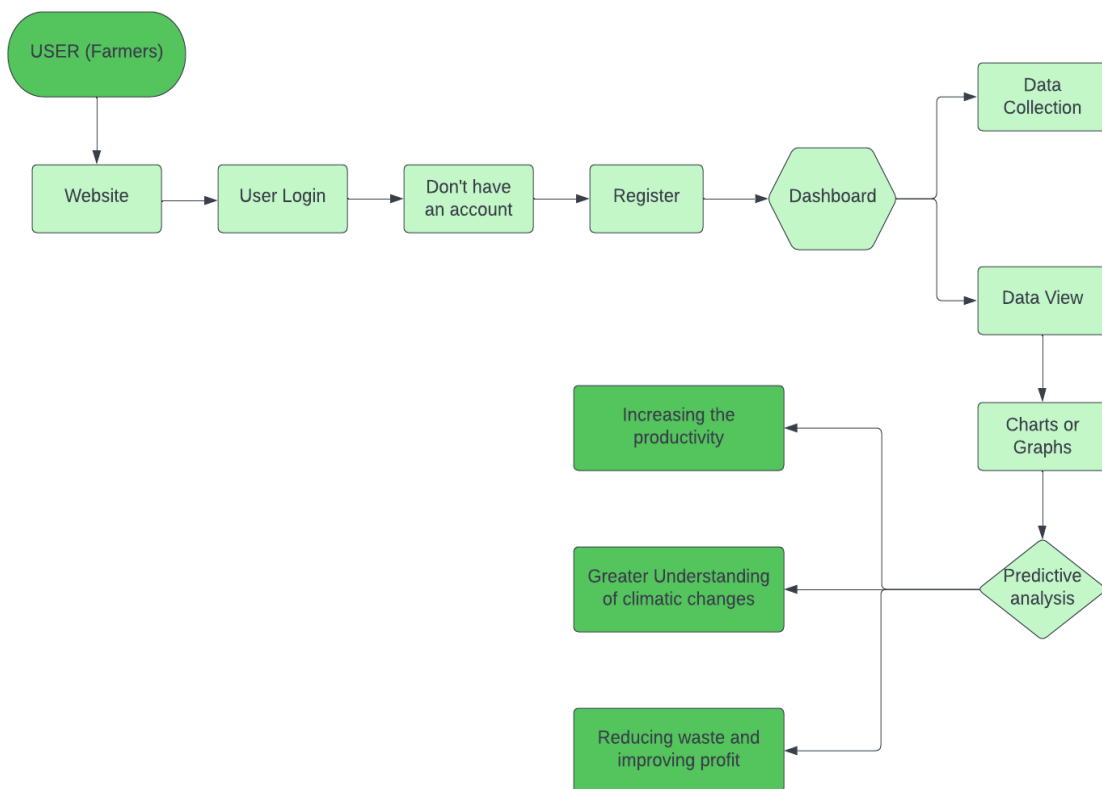 USER (Farmers)
Website
User Login
Don't have
an account
Register
Dashboard
Data
Collection
Data View
Charts or
Graphs
Predictive
analysis
Increasing the
productivity
Greater Understanding
of climatic changes
Reducing waste and
improving profit